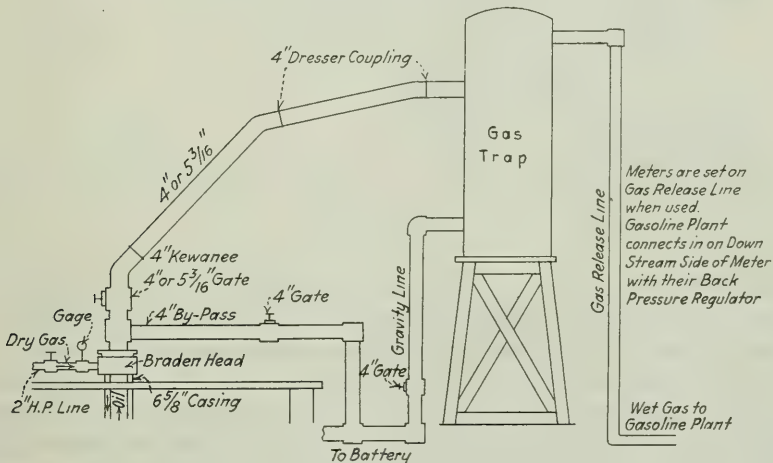 4" Dresser Coupling
Gas
Trap
4" or 5 3/16"
Meters are set on
Gas Release Line
when used.
Gasoline Plant
connects in on Down
Stream Side of Meter
with their Back
Pressure Regulator
Gas Release Line
4" Kewanee
4" or 5 3/16" Gate
Gage
4" Gate
4" By-Pass
Gravity Line
Dry Gas
Braden Head
4" Gate
2" H.P. Line
Oil
6 5/8" Casing
To Battery
Wet Gas to
Gasoline Plant